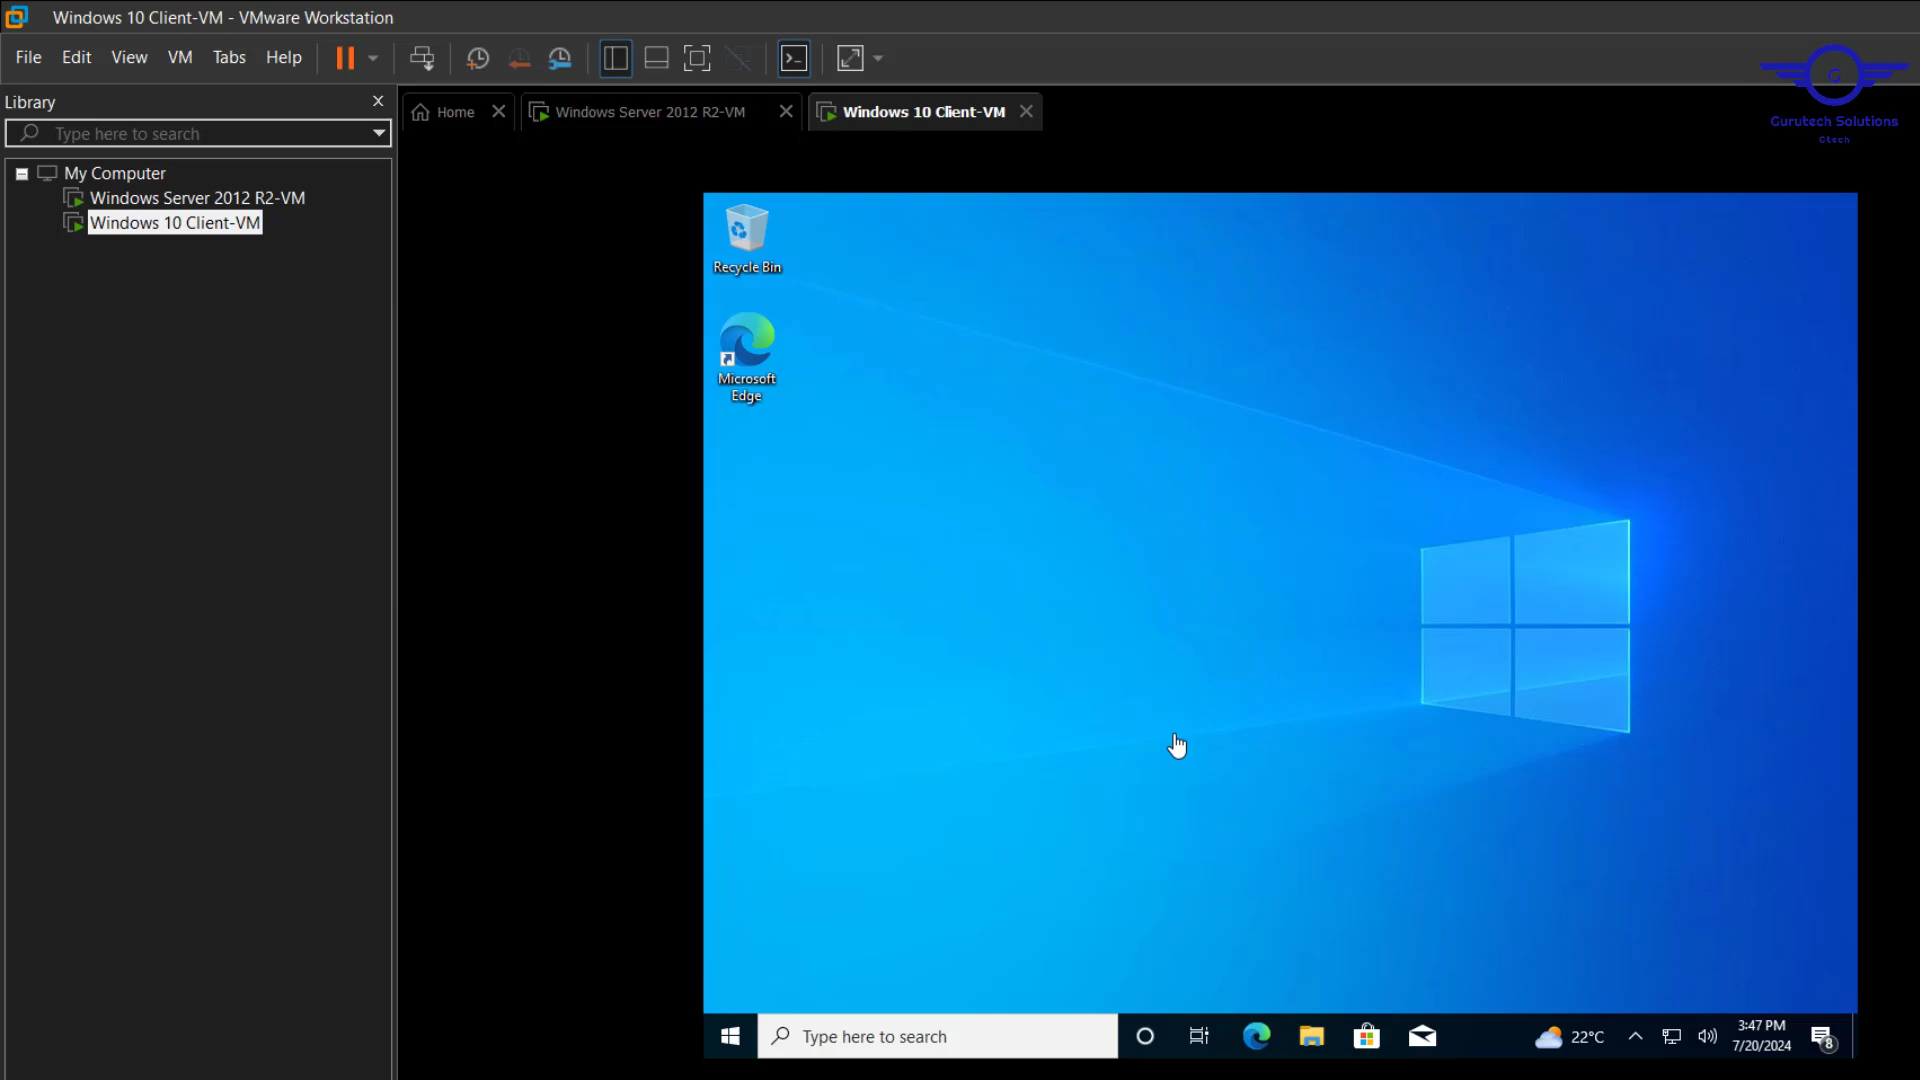 Windows 10 Client-VM - VMware Workstation
File Edit View VM Tabs Help
G
Gurutech Solutions
Gtech
Library
Type here to search
Home
Windows Server 2012 R2-VM
Windows 10 Client-VM
My Computer
Windows Server 2012 R2-VM
Windows 10 Client-VM
Recycle Bin
Microsoft
Edge
Type here to search
22°C
3:47 PM
7/20/2024
8